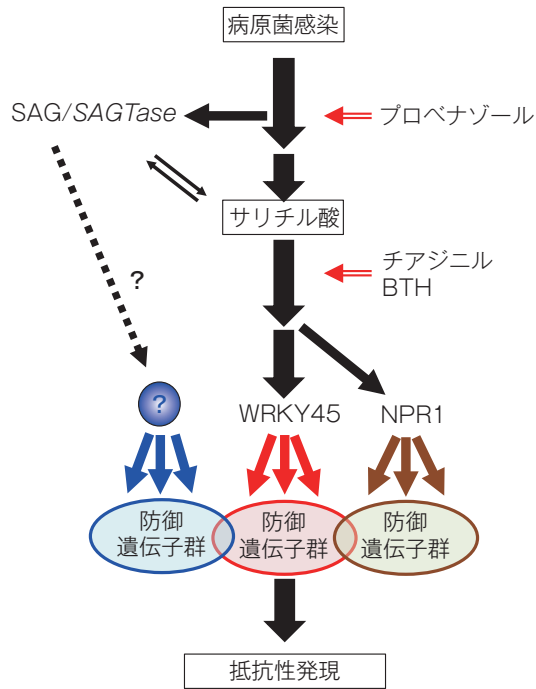 病原菌感染
SAG/SAGTase
プロベナゾール
サリチル酸
チアジニル
BTH
?
?
WRKY45
NPR1
防御
遺伝子群
防御
遺伝子群
防御
遺伝子群
抵抗性発現